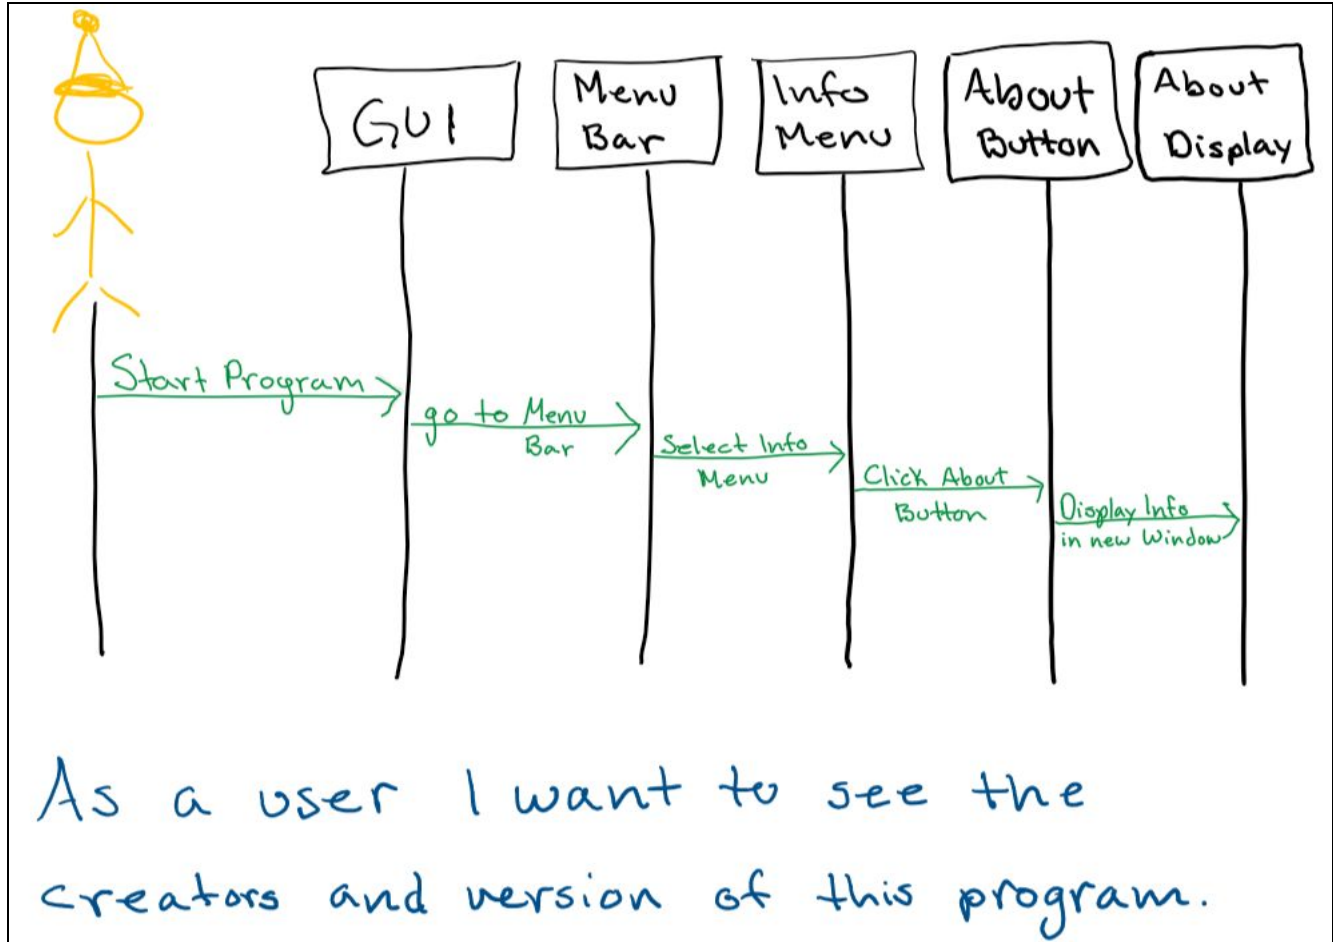 GUI
Menu
Bar
Info
Menu
About
Button
About
Display
Start Program
go to Menu
Bar
Select Info
Menu
Click About
Button
Display Info
in new Window
As a user I want to see the
creators and version of this program.